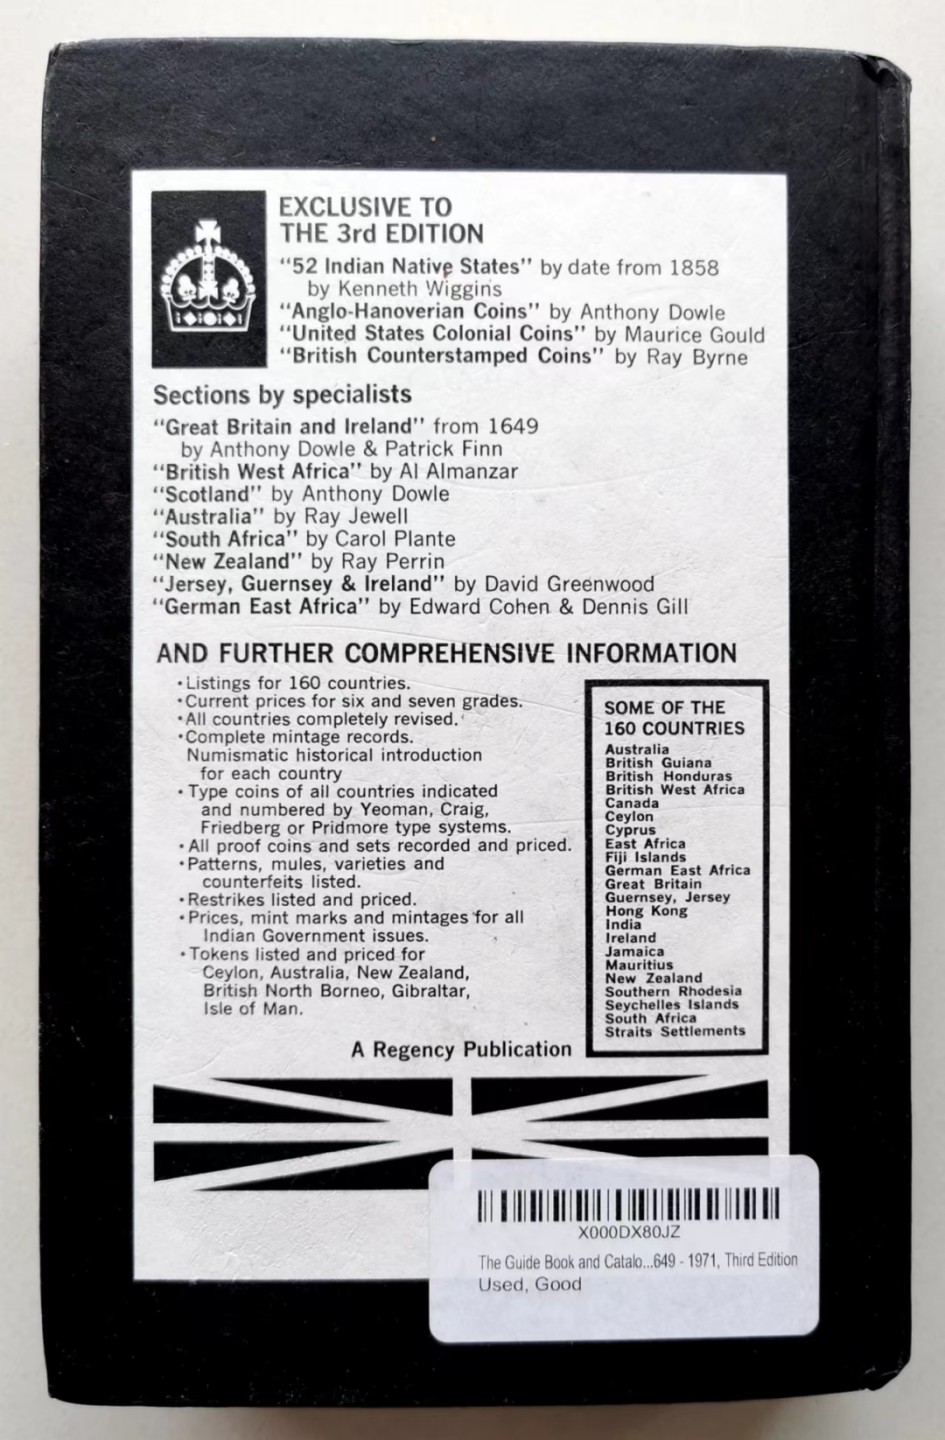 EXCLUSIVE TO
THE 3rd EDITION
"52 Indian Native States" by date from 1858
by Kenneth Wiggins
"Anglo-Hanoverian Coins" by Anthony Dowle
"United States Colonial Coins" by Maurice Gould
"British Counterstamped Coins" by Ray Byrne
Sections by specialists
"Great Britain and Ireland" from 1649
by Anthony Dowle & Patrick Finn
"British West Africa" by Al Almanzar
"Scotland" by Anthony Dowle
"Australia" by Ray Jewell
"South Africa" by Carol Plante
"New Zealand" by Ray Perrin
"Jersey, Guernsey & Ireland" by David Greenwood
"German East Africa" by Edward Cohen & Dennis Gill
AND FURTHER COMPREHENSIVE INFORMATION
• Listings for 160 countries.
• Current prices for six and seven grades.
• All countries completely revised.
• Complete mintage records.
Numismatic historical introduction
for each country
• Type coins of all countries indicated
and numbered by Yeoman, Craig,
Friedberg or Pridmore type systems.
• All proof coins and sets recorded and priced.
• Patterns, mules, varieties and
counterfeits listed.
• Restrikes listed and priced.
• Prices, mint marks and mintages for all
Indian Government issues.
• Tokens listed and priced for
Ceylon, Australia, New Zealand,
British North Borneo, Gibraltar,
Isle of Man.
SOME OF THE
160 COUNTRIES
Australia
British Guiana
British Honduras
British West Africa
Canada
Ceylon
Cyprus
East Africa
Fiji Islands
German East Africa
Great Britain
Guernsey, Jersey
Hong Kong
India
Ireland
Jamaica
Mauritius
New Zealand
Southern Rhodesia
Seychelles Islands
South Africa
Straits Settlements
A Regency Publication
X000DX80JZ
The Guide Book and Catalo...649 - 1971, Third Edition
Used, Good